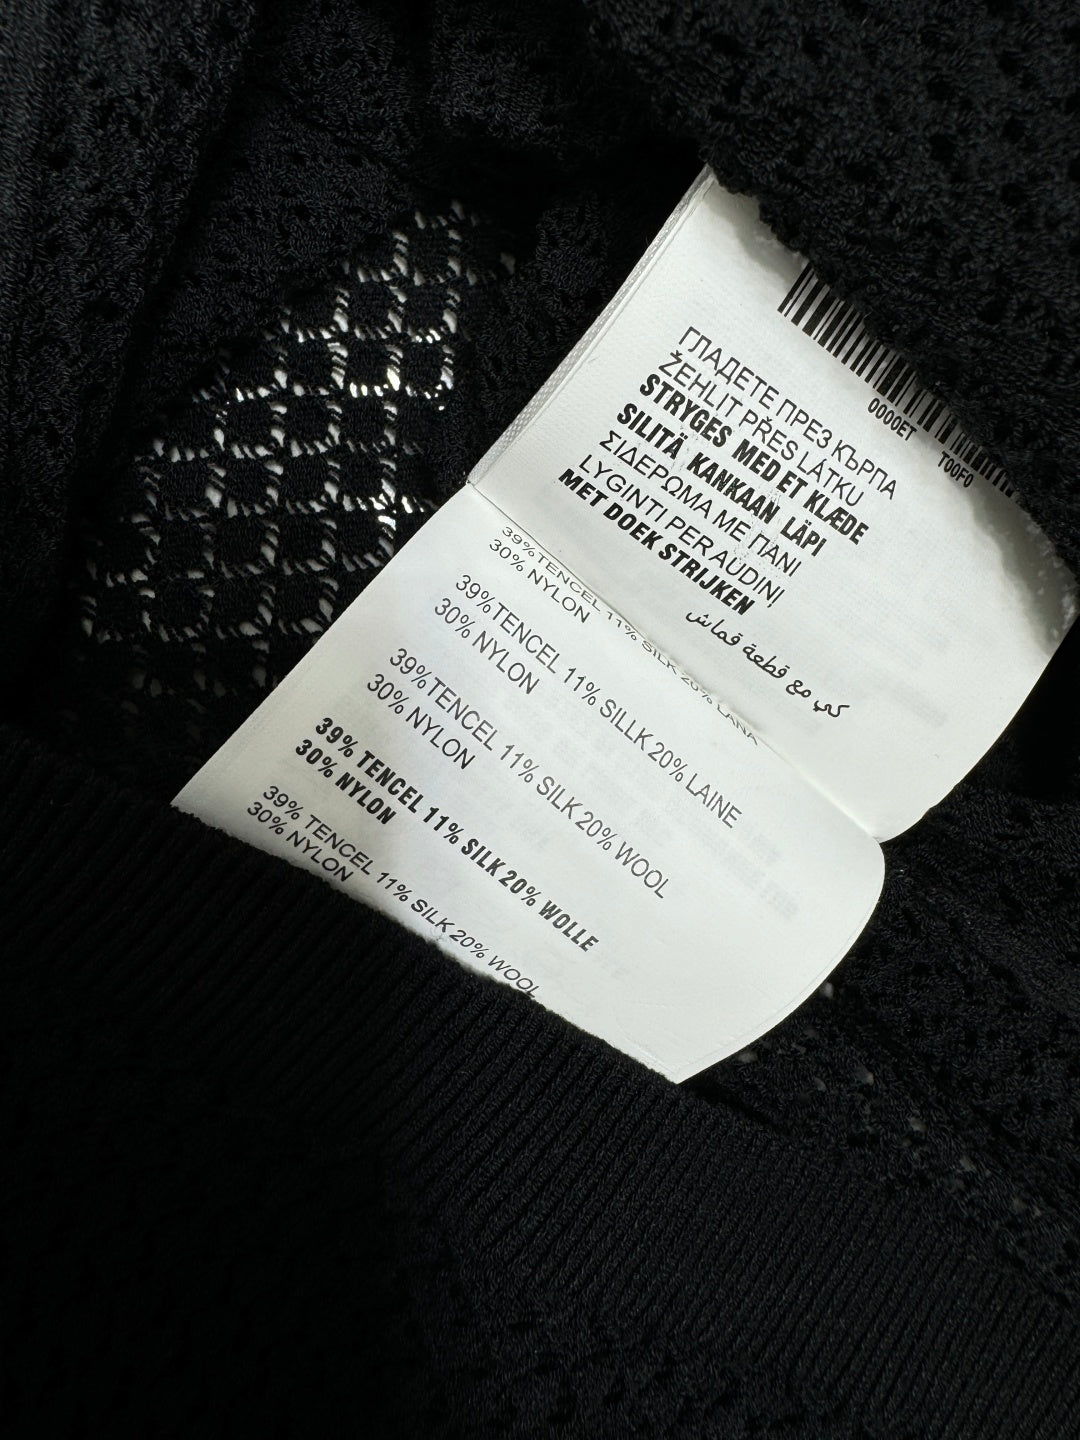 0000ET
T00F0
ГЛАДЕТЕ ПРЕЗ КЪРПА
ŽEHLIT PŘES LÁTKU
STRYGES MED ET KLÆDE
SILITÄ KANKAAN LÄPI
ΣΙΔΕΡΩΜΑ ΜΕ ΠΑΝΙ
LYGINTI PER AUDINĮ
MET DOEK STRIJKEN
كي مع قطعة قماش
39%TENCEL 11% SILK 20% LANA
30% NYLON
39%TENCEL 11% SILLK 20% LAINE
30% NYLON
39%TENCEL 11% SILK 20% WOOL
30% NYLON
39% TENCEL 11% SILK 20% WOLLE
30% NYLON
39% TENCEL 11% SILK 20% WOOL
30% NYLON